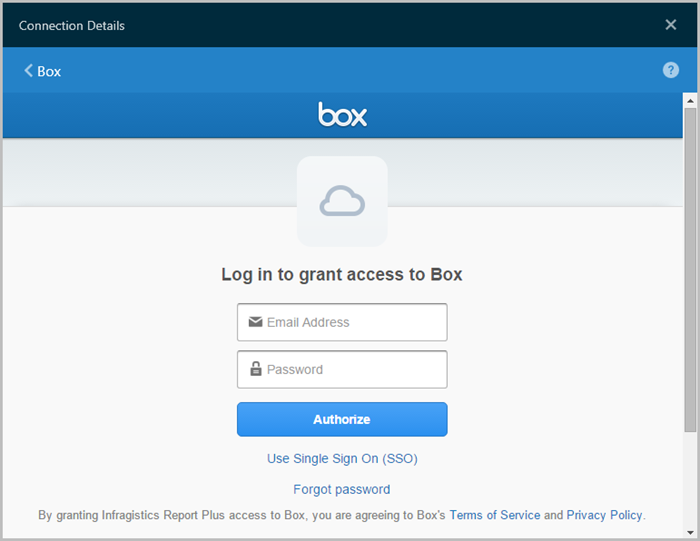 Connection Details
Box
?
box
Log in to grant access to Box
Email Address
Password
Authorize
Use Single Sign On (SSO)
Forgot password
By granting Infragistics Report Plus access to Box, you are agreeing to Box's Terms of Service and Privacy Policy.